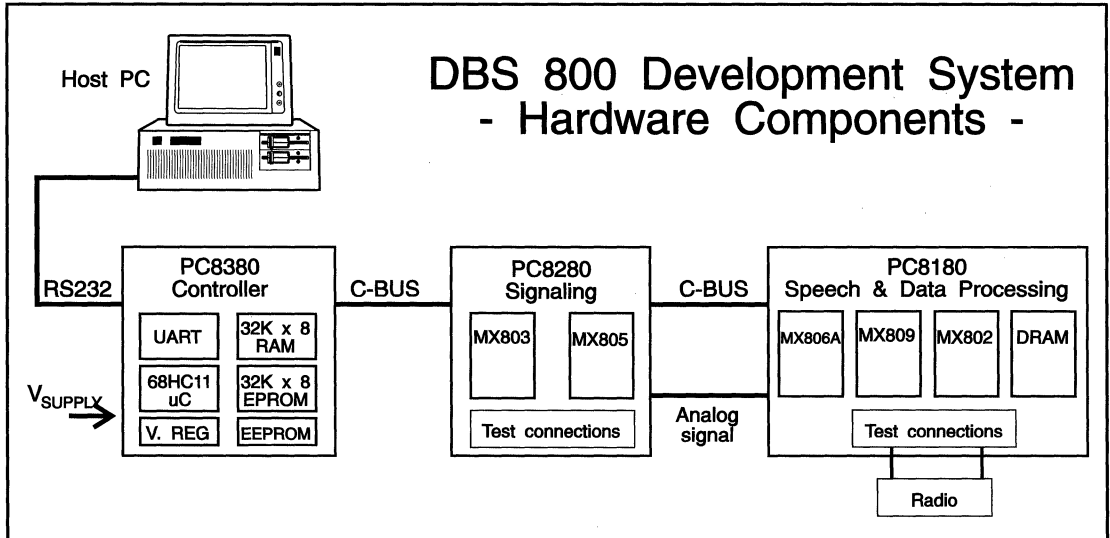 Host PC
DBS 800 Development System
- Hardware Components -
RS232
PC8380
Controller
UART
32K x 8
RAM
68HC11
uC
32K x 8
EPROM
V. REG
EEPROM
VSUPPLY
C-BUS
PC8280
Signaling
MX803
MX805
Test connections
C-BUS
Analog
signal
PC8180
Speech & Data Processing
MX806A
MX809
MX802
DRAM
Test connections
Radio